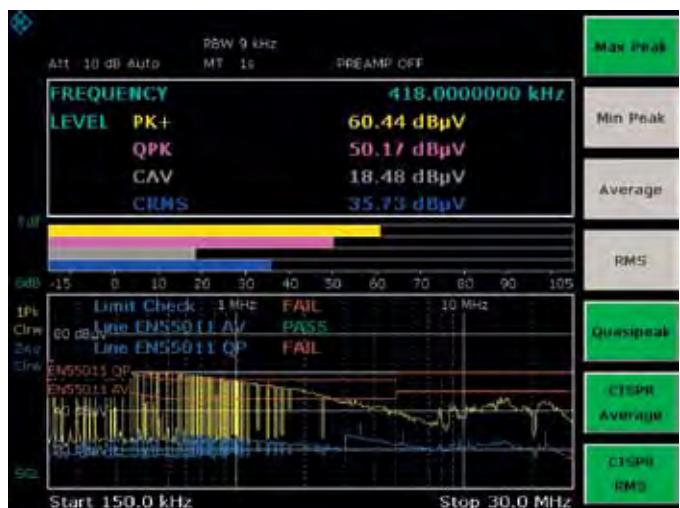 RBW 9 kHz
Att 10 dB Auto MT 1s PREAMP OFF
FREQUENCY 418.0000000 kHz
LEVEL PK+ 60.44 dBµV
QPK 50.17 dBµV
CAV 18.48 dBµV
CRMS 35.73 dBµV
-15 0 10 20 30 40 50 60 70 80 90 105
Limit Check 1 MHz FAIL 10 MHz
80 dBµV Line EN55011 AV PASS
Line EN55011 QP FAIL
EN55011 QP
EN55011 AV
1Pk
Clrw
2Av
Clrw
SGL
Start 150.0 kHz Stop 30.0 MHz
Max Peak
Min Peak
Average
RMS
Quasipeak
CISPR
Average
CISPR
RMS